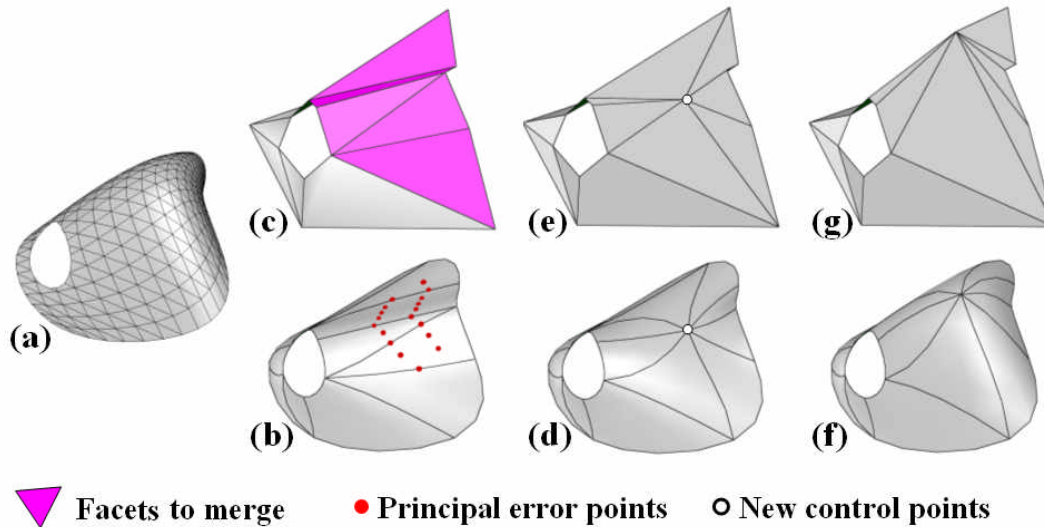 (c)
(e)
(g)
(a)
(b)
(d)
(f)
Facets to merge
Principal error points
New control points